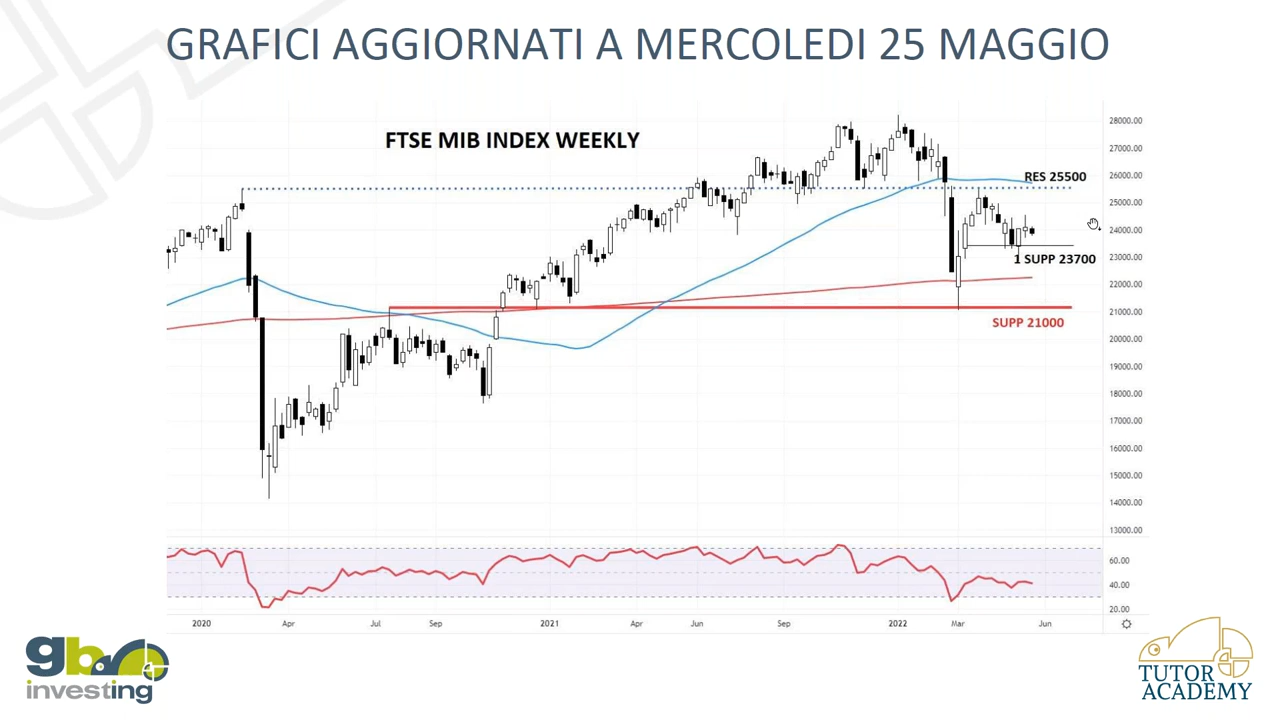 GRAFICI AGGIORNATI A MERCOLEDI 25 MAGGIO
FTSE MIB INDEX WEEKLY
28000.00
27000.00
26000.00
RES 25500
25000.00
24000.00
23000.00
1 SUPP 23700
22000.00
21000.00
SUPP 21000
20000.00
19000.00
18000.00
17000.00
16000.00
15000.00
14000.00
13000.00
60.00
40.00
20.00
2020 Apr Jul Sep 2021 Apr Jun Sep 2022 Mar Jun
gb
investing
TUTOR
ACADEMY